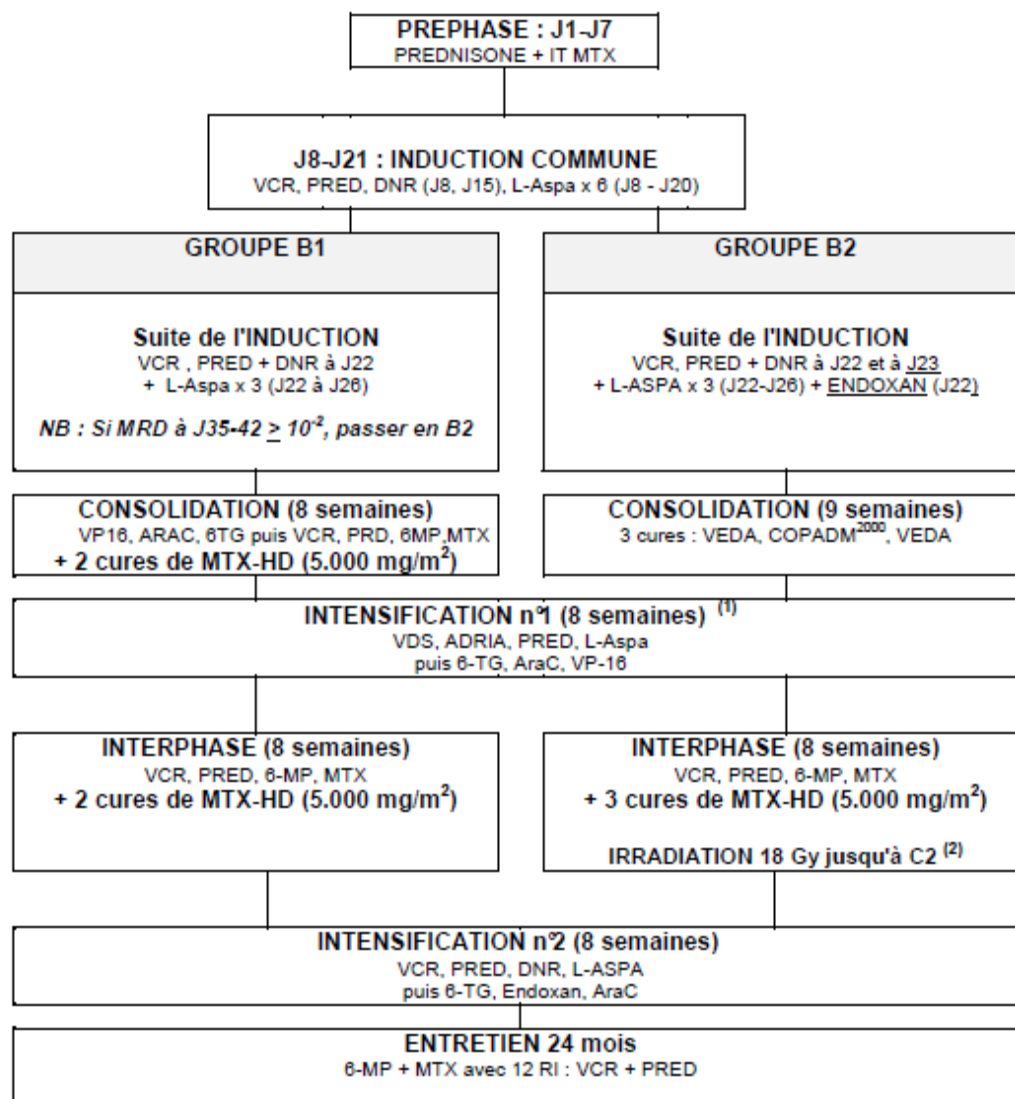 PREPHASE : J1-J7
PREDNISONE + IT MTX
J8-J21 : INDUCTION COMMUNE
VCR, PRED, DNR (J8, J15), L-Aspa x 6 (J8 - J20)
GROUPE B1
Suite de l'INDUCTION
VCR , PRED + DNR à J22
+ L-Aspa x 3 (J22 à J26)
NB : Si MRD à J35-42 ≥ 10⁻², passer en B2
GROUPE B2
Suite de l'INDUCTION
VCR, PRED + DNR à J22 et à J23
+ L-ASPA x 3 (J22-J26) + ENDOXAN (J22)
CONSOLIDATION (8 semaines)
VP16, ARAC, 6TG puis VCR, PRD, 6MP,MTX
+ 2 cures de MTX-HD (5.000 mg/m²)
CONSOLIDATION (9 semaines)
3 cures : VEDA, COPADM²⁰⁰⁰, VEDA
INTENSIFICATION n°1 (8 semaines) ⁽¹⁾
VDS, ADRIA, PRED, L-Aspa
puis 6-TG, AraC, VP-16
INTERPHASE (8 semaines)
VCR, PRED, 6-MP, MTX
+ 2 cures de MTX-HD (5.000 mg/m²)
INTERPHASE (8 semaines)
VCR, PRED, 6-MP, MTX
+ 3 cures de MTX-HD (5.000 mg/m²)
IRRADIATION 18 Gy jusqu'à C2 ⁽²⁾
INTENSIFICATION n°2 (8 semaines)
VCR, PRED, DNR, L-ASPA
puis 6-TG, Endoxan, AraC
ENTRETIEN 24 mois
6-MP + MTX avec 12 RI : VCR + PRED